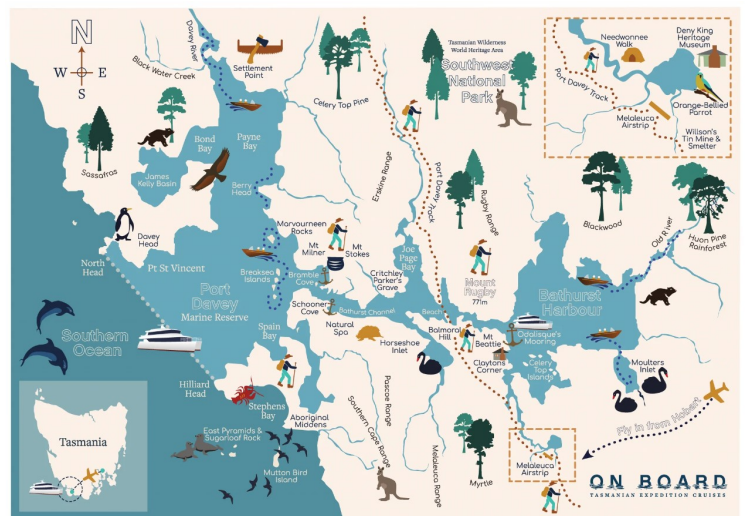 N
W
E
S
Davey River
Black Water Creek
Settlement
Point
Celery Top Pine
Tasmanian Wilderness
World Heritage Area
Southwest
National
Park
Needwonnee
Walk
Deny King
Heritage
Museum
Port Davey Track
Orange-Bellied
Parrot
Melaleuca
Airstrip
Willson's
Tin Mine &
Smelter
Sassafras
Bond
Bay
Payne
Bay
James
Kelly Basin
Berry
Head
Erskine Range
Port Davey Track
Rugby Range
Blackwood
Old River
Huon Pine
Rainforest
Davey
Head
North
Head
Pt St Vincent
Marvourneen
Rocks
Mt
Milner
Mt
Stokes
Joe
Page
Bay
Breaksea
Islands
Bramble
Cove
Critchley
Parker's
Grave
Mount
Rugby
771m
Port
Davey
Marine Reserve
Schooner
Cove
Bathurst Channel
Beach
Bathurst
Harbour
Southern
Ocean
Spain
Bay
Natural
Spa
Horseshoe
Inlet
Balmoral
Hill
Mt
Beattie
Odalisque's
Mooring
Claytons
Corner
Celery
Top
Islands
Moulters
Inlet
Hilliard
Head
Stephens
Bay
Aboriginal
Middens
Southern Cape Range
Pascoe Range
Melaleuca Range
Fly in from Hobart
Tasmania
East Pyramids &
Sugarloaf Rock
Mutton Bird
Island
Myrtle
Melaleuca
Airstrip
ON BOARD
TASMANIAN EXPEDITION CRUISES